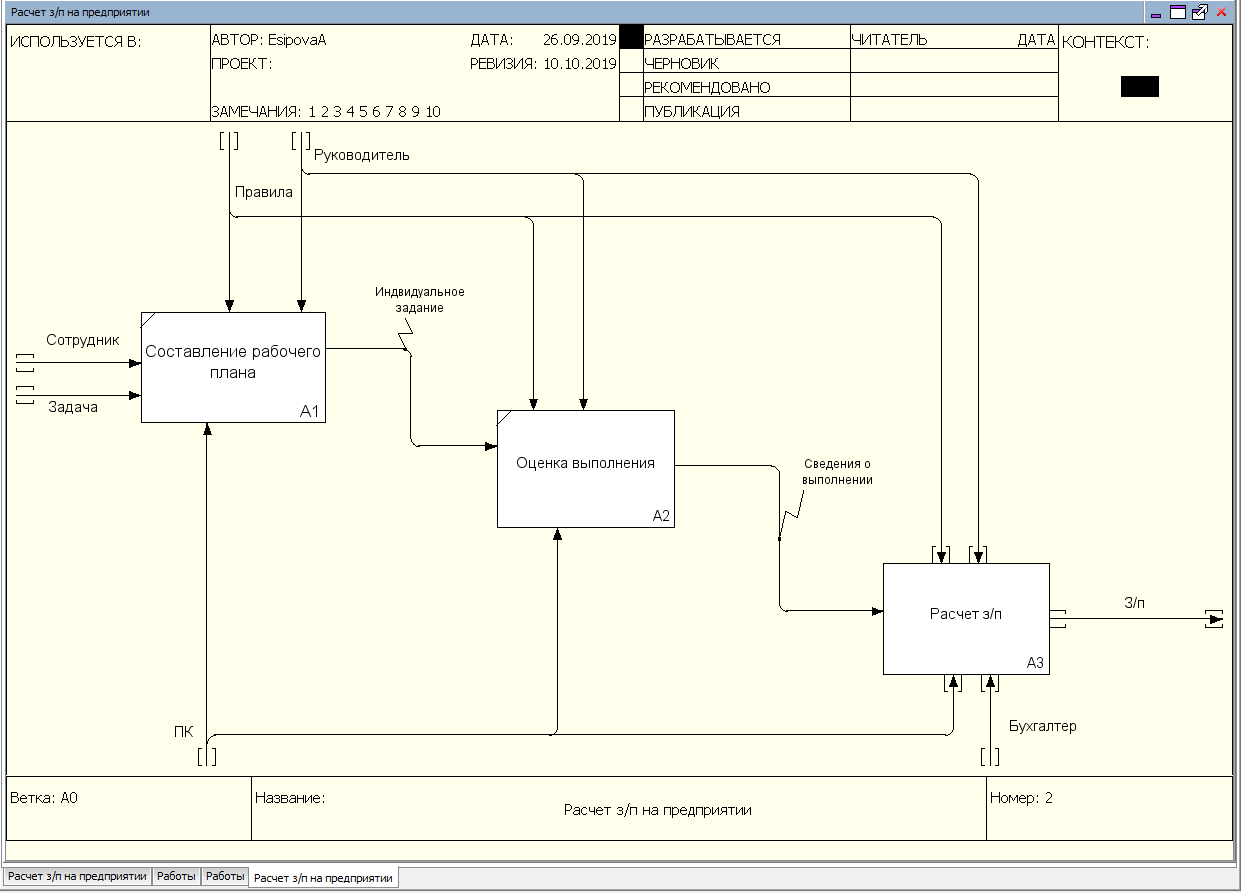 Расчет з/п на предприятии
ИСПОЛЬЗУЕТСЯ В:
АВТОР: EsipovaA
ДАТА: 26.09.2019
РАЗРАБАТЫВАЕТСЯ
ЧИТАТЕЛЬ
ДАТА
КОНТЕКСТ:
ПРОЕКТ:
РЕВИЗИЯ: 10.10.2019
ЧЕРНОВИК
РЕКОМЕНДОВАНО
ЗАМЕЧАНИЯ: 1 2 3 4 5 6 7 8 9 10
ПУБЛИКАЦИЯ
Руководитель
Правила
Индвидуальное
задание
Сотрудник
Составление рабочего
плана
A1
Задача
Оценка выполнения
A2
Сведения о
выполнении
Расчет з/п
A3
З/п
ПК
Бухгалтер
Ветка: A0
Название:
Расчет з/п на предприятии
Номер: 2
Расчет з/п на предприятии
Работы
Работы
Расчет з/п на предприятии